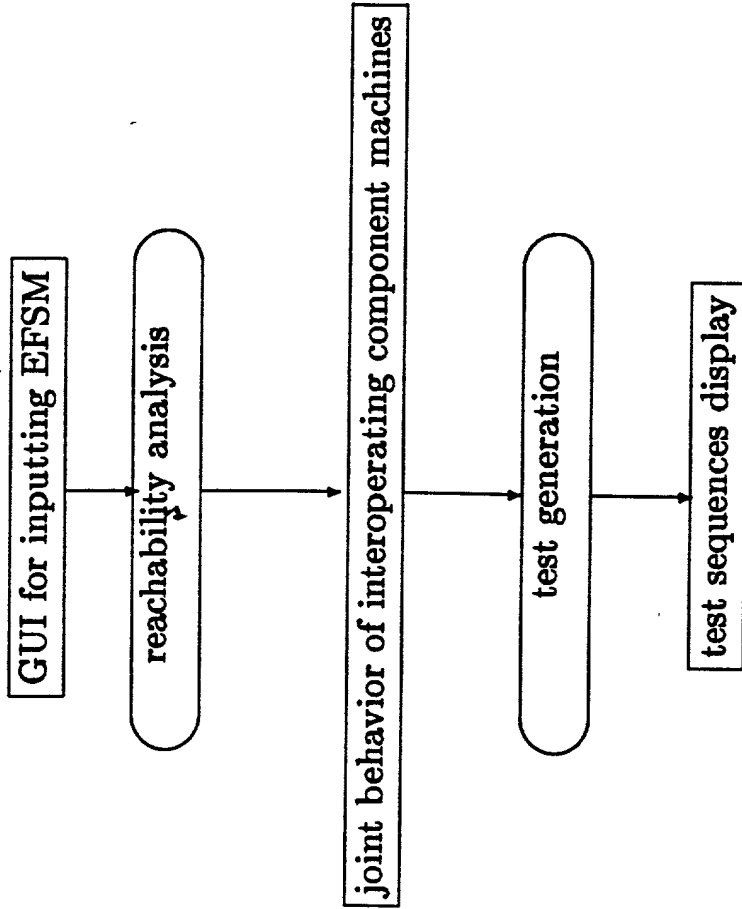 GUI for inputting EFSM
reachability analysis
joint behavior of interoperating component machines
test generation
test sequences display